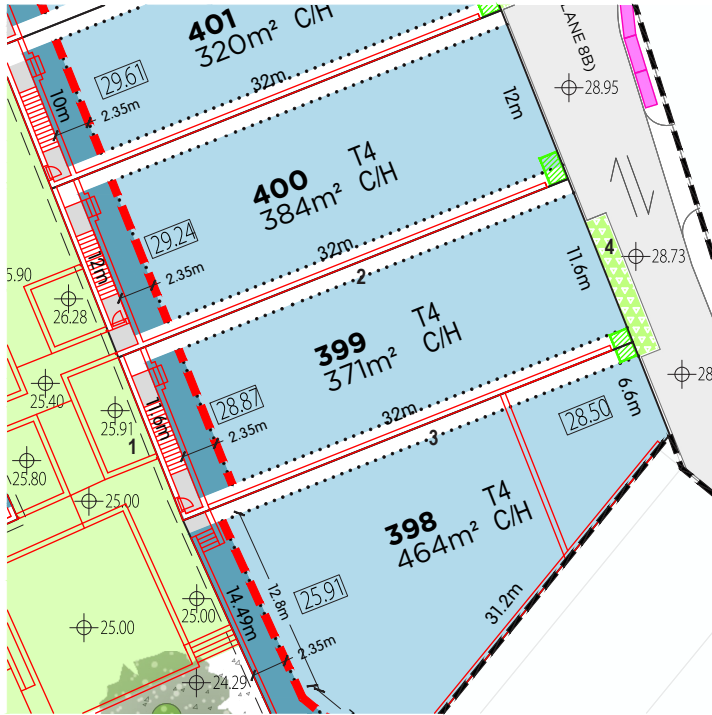 401
320m² C/H
LANE 8B)
29.61
32m
28.95
10m
2.35m
12m
T4
400
384m² C/H
29.24
32m
4
28.73
12m
2.35m
2
11.6m
5.90
26.28
T4
399
371m² C/H
28.87
32m
28
25.40
25.91
11.6m
2.35m
3
6.6m
28.50
1
25.80
T4
398
464m² C/H
25.00
25.91
12.8m
31.2m
14.49m
25.00
2.35m
25.00
24.29